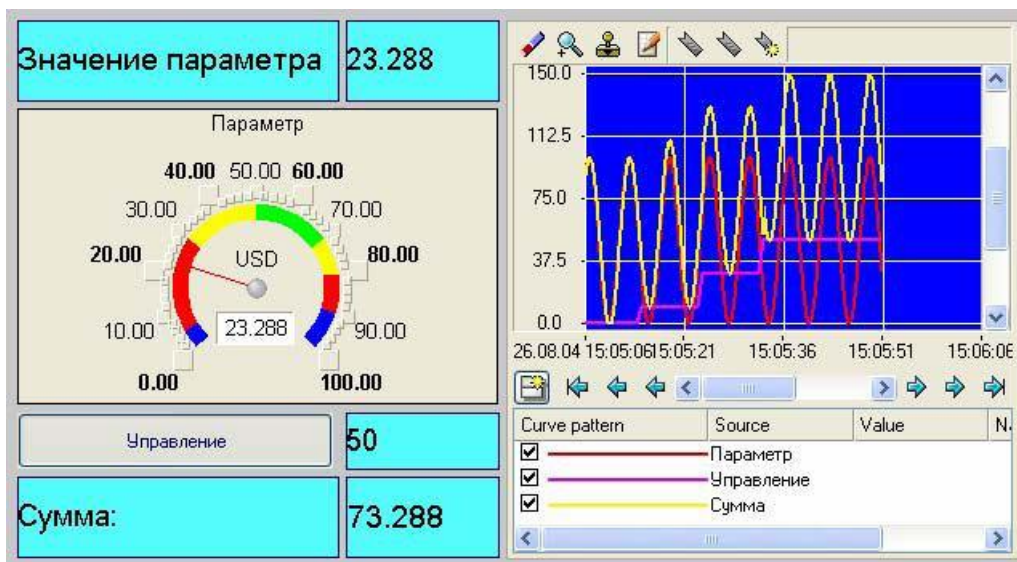 Значение параметра 23.288
Параметр
40.00 50.00 60.00
30.00 70.00
20.00 USD 80.00
10.00 23.288 90.00
0.00 100.00
Управление 50
Сумма: 73.288
150.0
112.5
75.0
37.5
0.0
26.08.04 15:05:06 15:05:21 15:05:36 15:05:51 15:06:06
Curve pattern Source Value
Параметр
Управление
Сумма